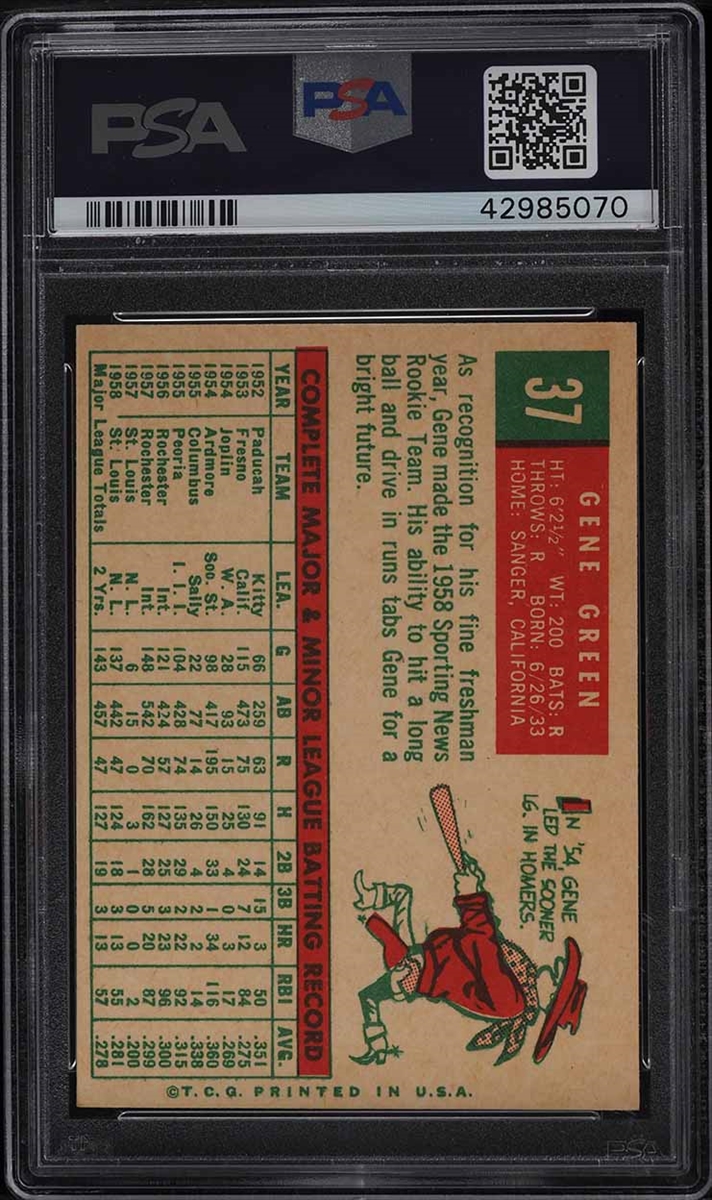 PSA
PSA
42985070
37
GENE GREEN
HT: 6'2½" WT: 200 BATS: R
THROWS: R BORN: 6/26/33
HOME: SANGER, CALIFORNIA
As recognition for his fine freshman
year, Gene made the 1958 Sporting News
Rookie Team. His ability to hit a long
ball and drive in runs tabs Gene for a
bright future.
IN '54, GENE
LED THE SOONER
LG. IN HOMERS.
COMPLETE MAJOR & MINOR LEAGUE BATTING RECORD
YEAR TEAM LEA. G AB R H 2B 3B HR RBI AVG.
1952 Paducah Kitty 66 259 63 91 14 15 3 50 .351
1953 Fresno Calif. 115 473 75 130 24 7 12 84 .275
1954 Joplin W. A. 28 93 15 25 4 0 3 17 .269
1954 Ardmore Soo. St. 98 417 195 150 33 1 34 116 .360
1955 Columbus Sally 22 77 14 26 4 2 2 14 .338
1955 Peoria I. I. I. 104 428 74 135 29 2 22 92 .315
1956 Rochester Int. 121 424 57 127 25 3 23 96 .300
1957 Rochester Int. 148 542 70 162 28 5 20 87 .299
1957 St. Louis N. L. 6 15 0 3 1 0 0 2 .200
1958 St. Louis N. L. 137 442 47 124 18 3 13 55 .281
Major League Totals 2 Yrs. 143 457 47 127 19 3 13 57 .278
©T. C. G. PRINTED IN U. S. A.
PSA